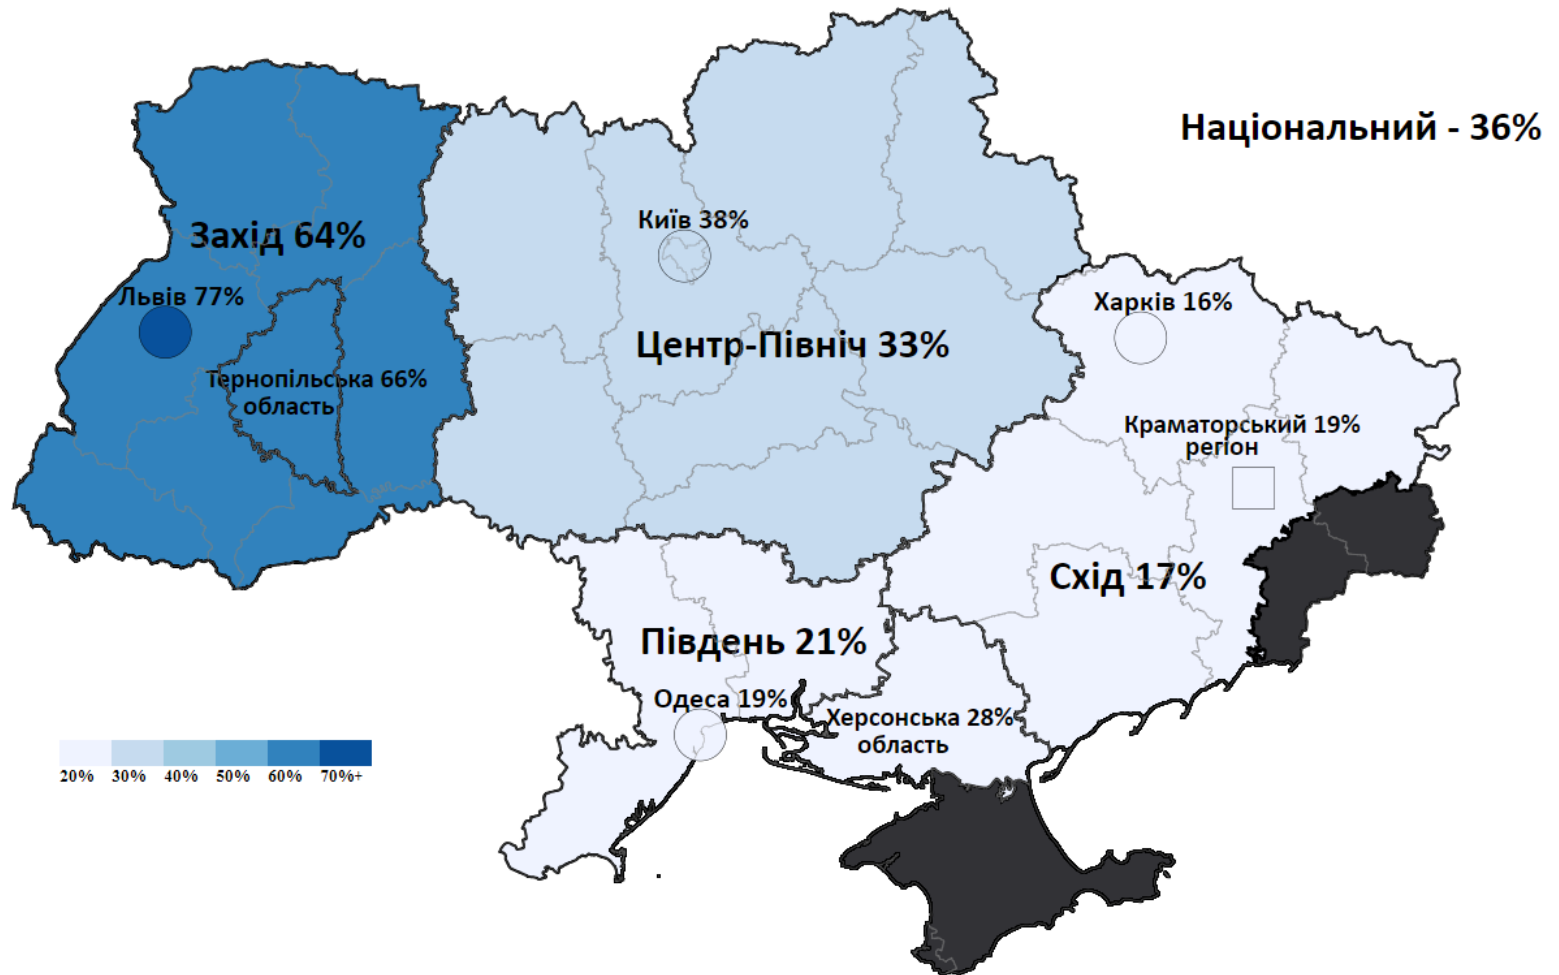 Національний - 36%
Київ 38%
Захід 64%
Львів 77%
Харків 16%
Центр-Північ 33%
Тернопільська 66%
область
Краматорський 19%
регіон
Схід 17%
Південь 21%
Одеса 19%
Херсонська 28%
область
20% 30% 40% 50% 60% 70%+